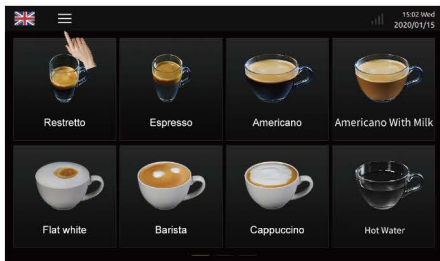 15:02 Wed
2020/01/15
Restretto
Espresso
Americano
Americano With Milk
Flat white
Barista
Cappuccino
Hot Water